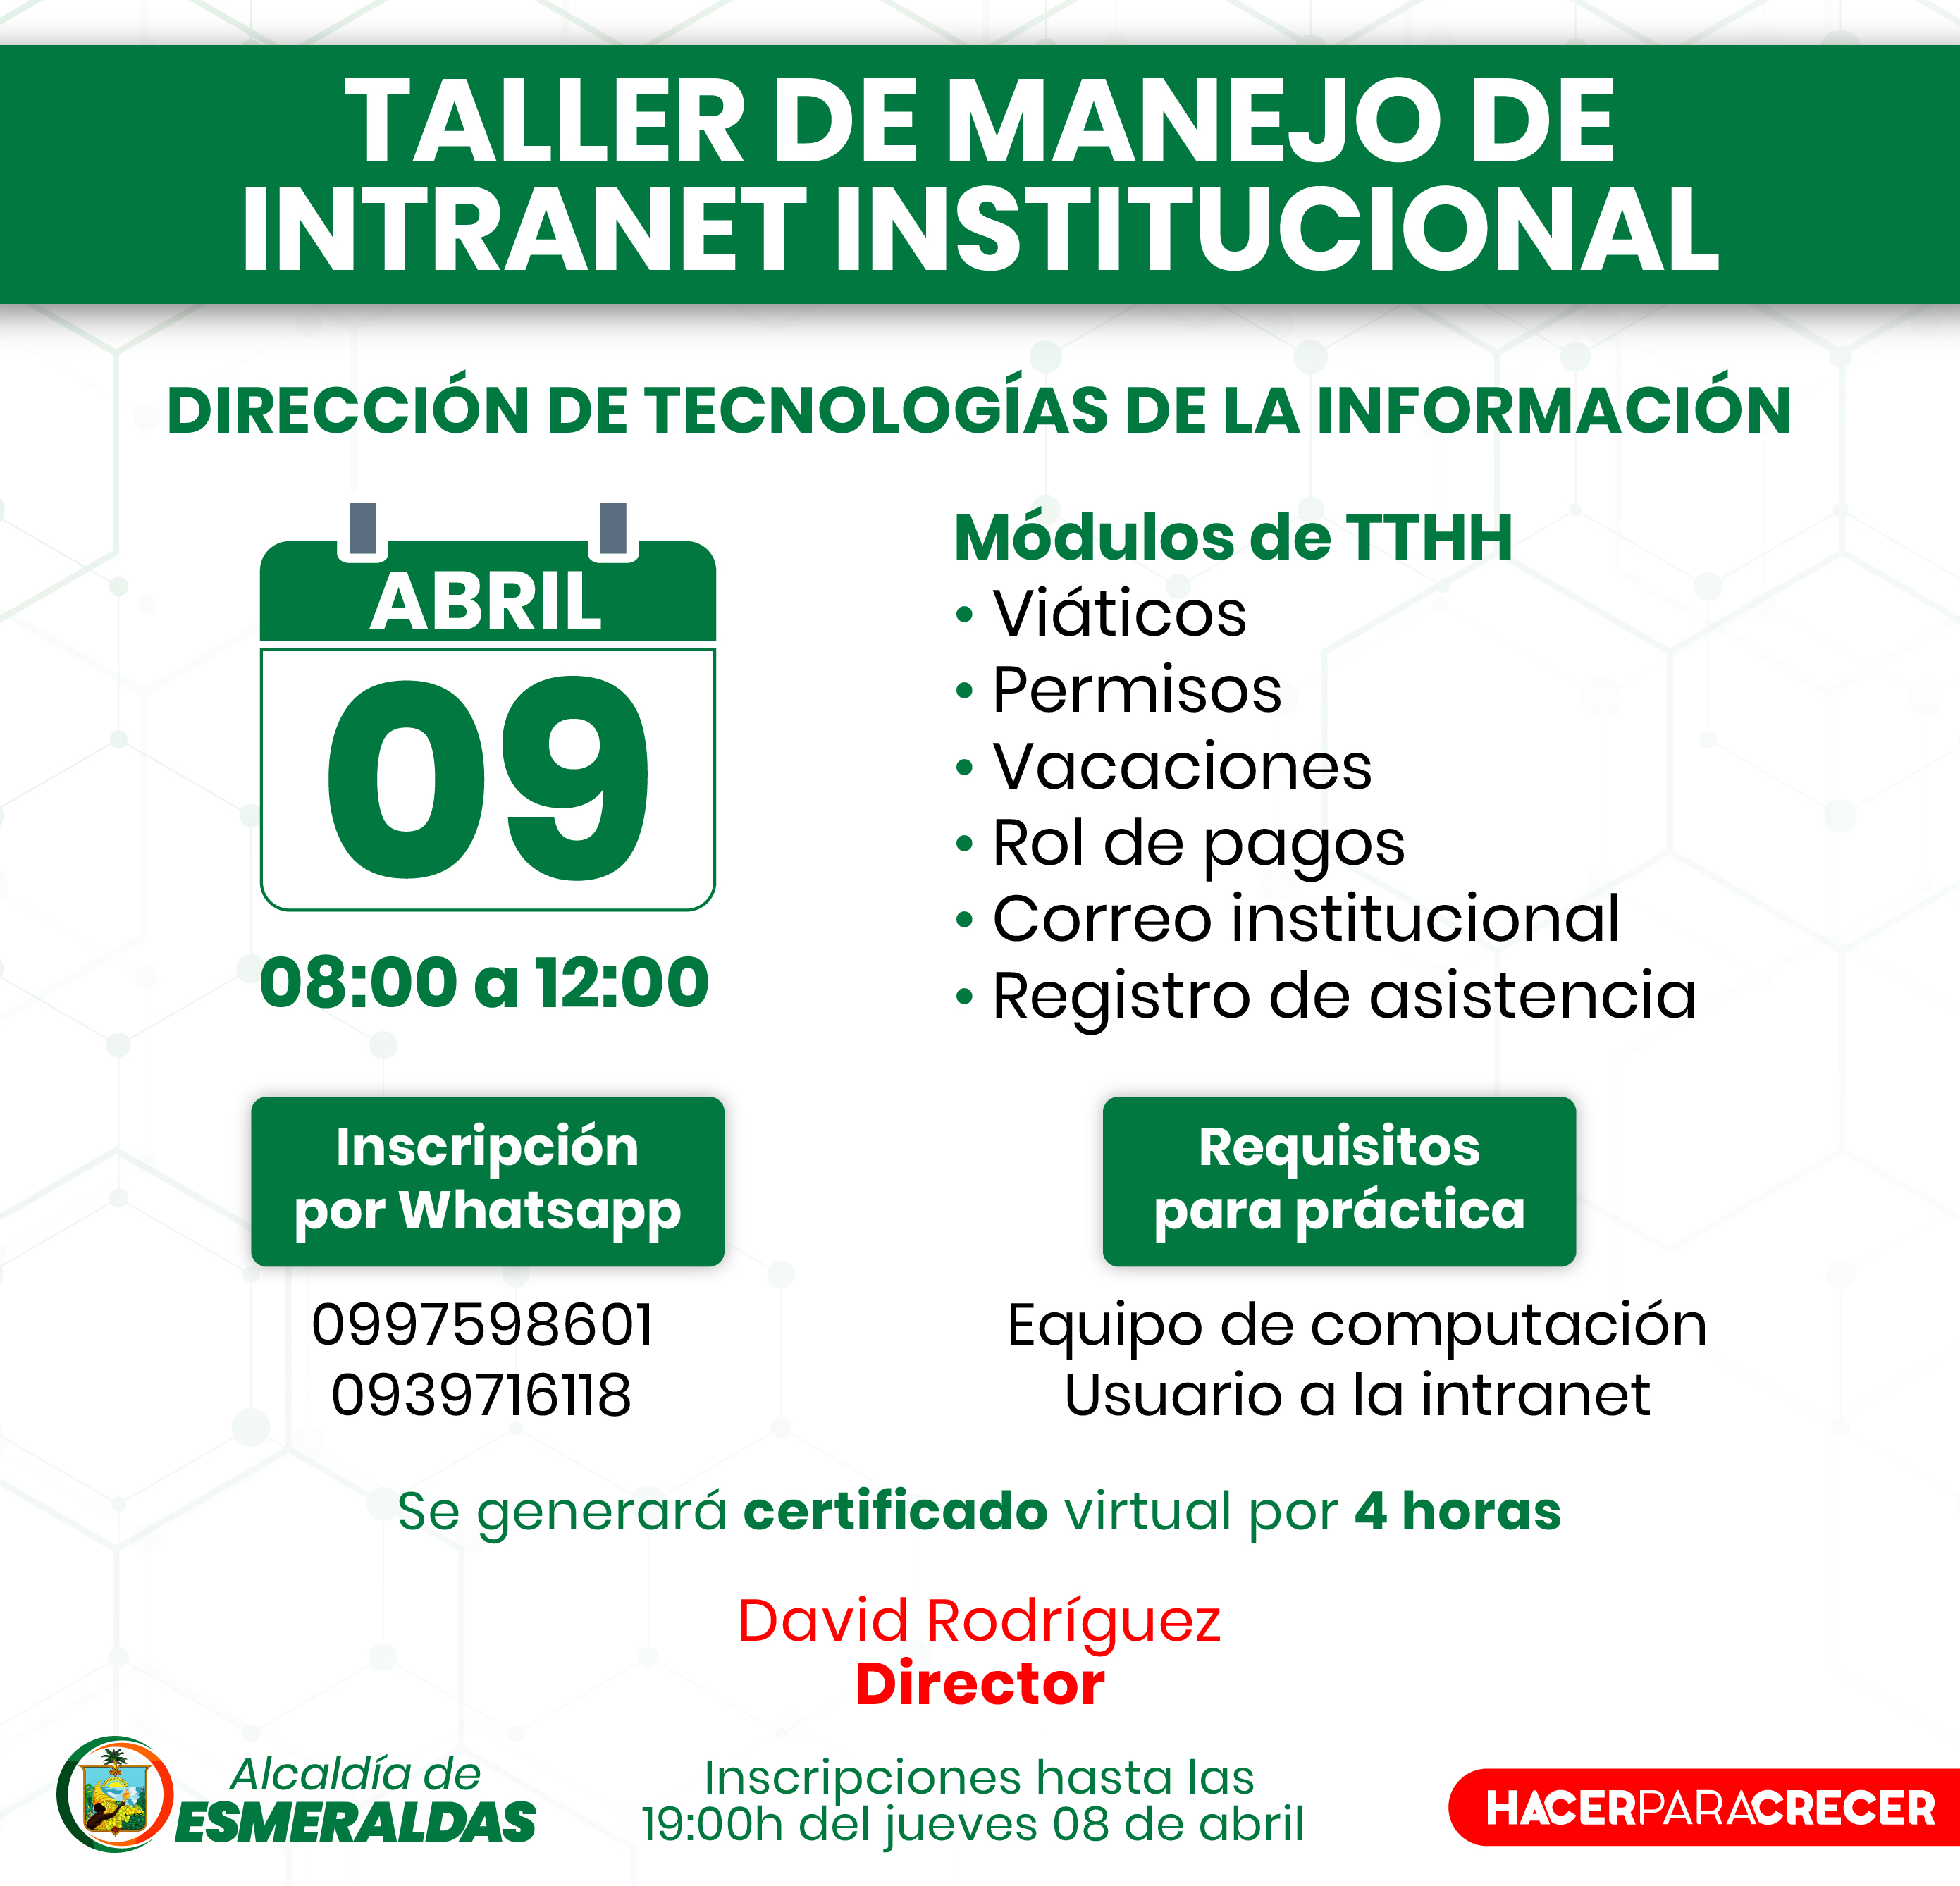 TALLER DE MANEJO DE
INTRANET INSTITUCIONAL
DIRECCIÓN DE TECNOLOGÍAS DE LA INFORMACIÓN
ABRIL
09
08:00 a 12:00
Módulos de TTHH
• Viáticos
• Permisos
• Vacaciones
• Rol de pagos
• Correo institucional
• Registro de asistencia
Inscripción
por Whatsapp
0997598601
0939716118
Requisitos
para práctica
Equipo de computación
Usuario a la intranet
Se generará certificado virtual por 4 horas
David Rodríguez
Director
Alcaldía de
ESMERALDAS
Inscripciones hasta las
19:00h del jueves 08 de abril
HACERPARACRECER